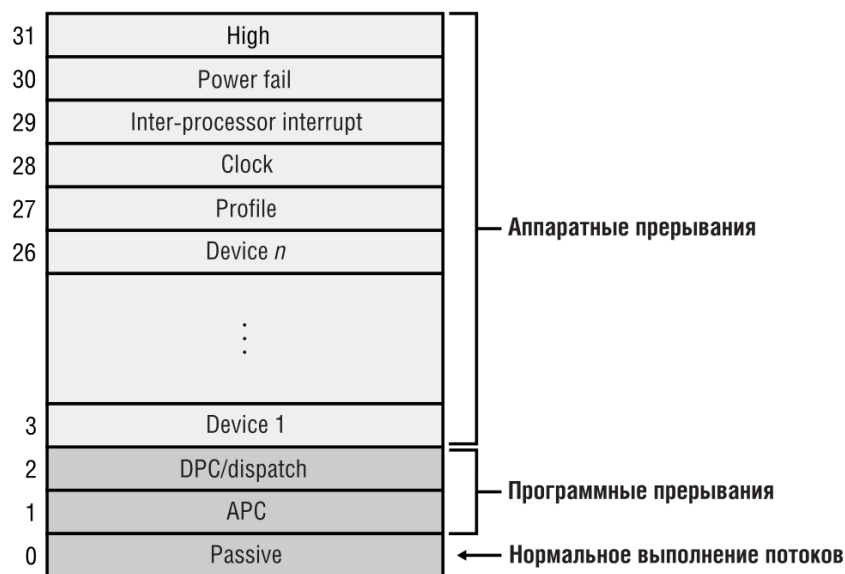 31 High
30 Power fail
29 Inter-processor interrupt
28 Clock
27 Profile
Аппаратные прерывания
26 Device n
⋮
3 Device 1
2 DPC/dispatch
Программные прерывания
1 APC
0 Passive
Нормальное выполнение потоков